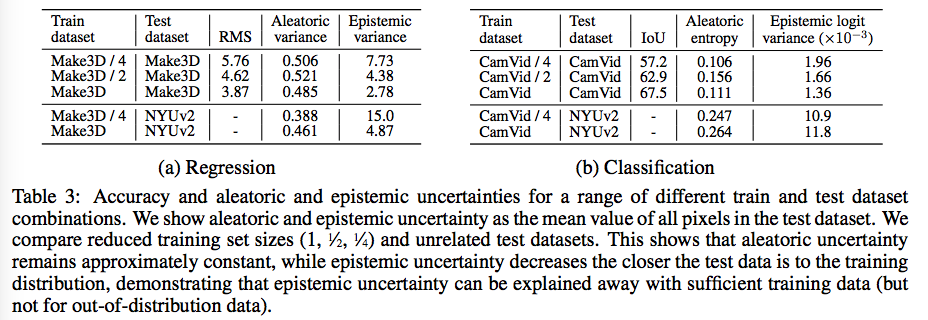 Train Test Aleatoric Epistemic
dataset dataset RMS variance variance
Make3D / 4 Make3D 5.76 0.506 7.73
Make3D / 2 Make3D 4.62 0.521 4.38
Make3D Make3D 3.87 0.485 2.78
Make3D / 4 NYUv2 - 0.388 15.0
Make3D NYUv2 - 0.461 4.87
(a) Regression
Train Test Aleatoric Epistemic logit
dataset dataset IoU entropy variance (×10⁻³)
CamVid / 4 CamVid 57.2 0.106 1.96
CamVid / 2 CamVid 62.9 0.156 1.66
CamVid CamVid 67.5 0.111 1.36
CamVid / 4 NYUv2 - 0.247 10.9
CamVid NYUv2 - 0.264 11.8
(b) Classification
Table 3: Accuracy and aleatoric and epistemic uncertainties for a range of different train and test dataset
combinations. We show aleatoric and epistemic uncertainty as the mean value of all pixels in the test dataset. We
compare reduced training set sizes (1, ½, ¼) and unrelated test datasets. This shows that aleatoric uncertainty
remains approximately constant, while epistemic uncertainty decreases the closer the test data is to the training
distribution, demonstrating that epistemic uncertainty can be explained away with sufficient training data (but
not for out-of-distribution data).